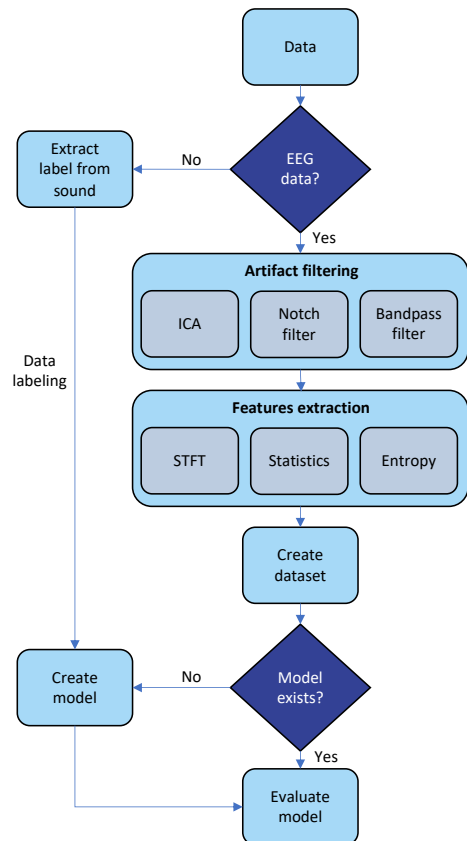 Data
No
EEG
data?
Extract
label from
sound
Yes
Artifact filtering
ICA
Notch
filter
Bandpass
filter
Data
labeling
Features extraction
STFT
Statistics
Entropy
Create
dataset
Create
model
No
Model
exists?
Yes
Evaluate
model